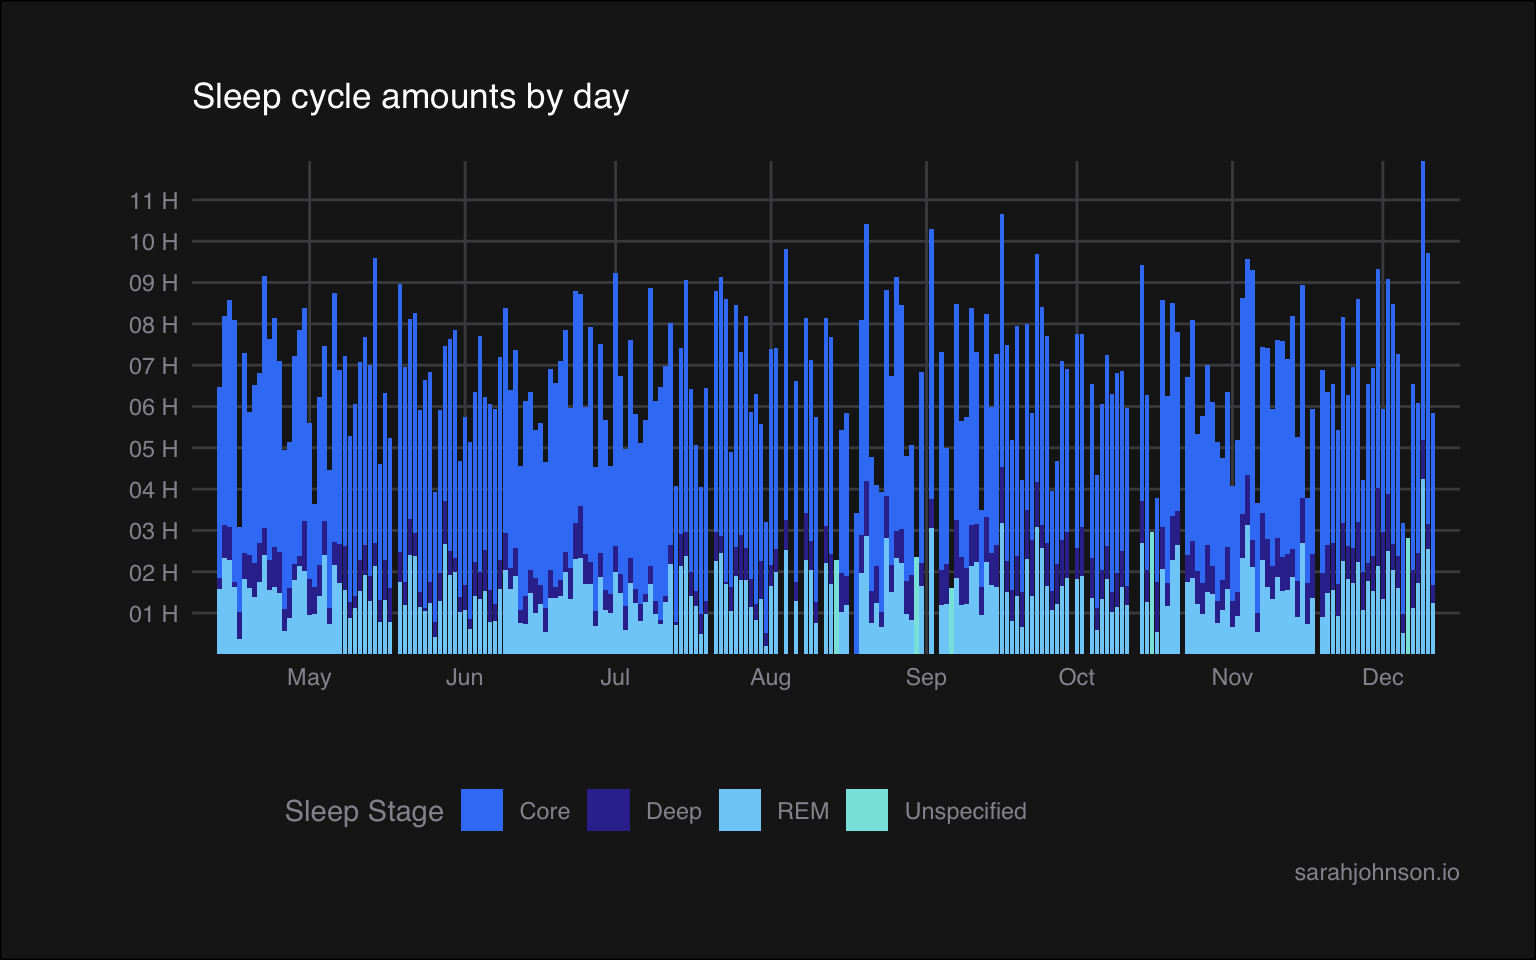 Sleep cycle amounts by day
11 H
10 H
09 H
08 H
07 H
06 H
05 H
04 H
03 H
02 H
01 H
May Jun Jul Aug Sep Oct Nov Dec
Sleep Stage Core Deep REM Unspecified
sarahjohnson.io